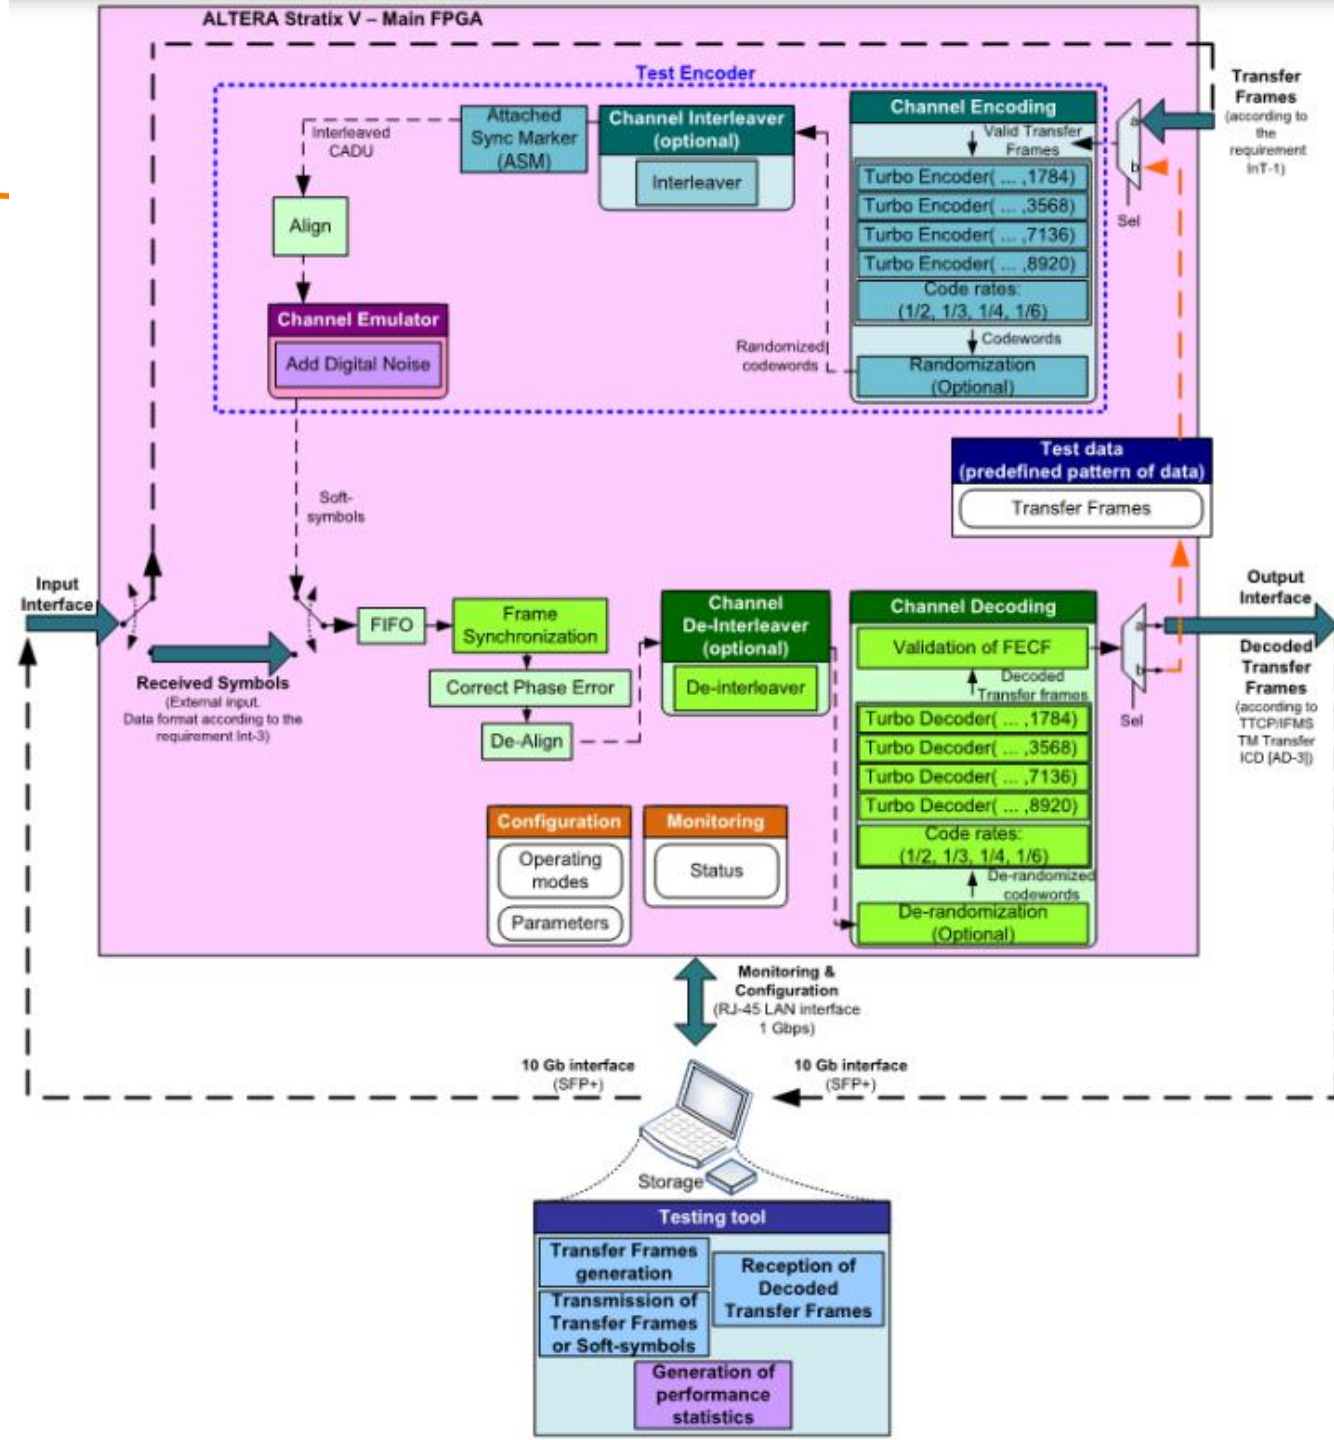 ALTERA Stratix V – Main FPGA
Test Encoder
Transfer
Frames
(according to
the
requirement
inT-1)
a
b
Sel
Channel Encoding
Valid Transfer
Frames
Turbo Encoder( ... ,1784)
Turbo Encoder( ... ,3568)
Turbo Encoder( ... ,7136)
Turbo Encoder( ... ,8920)
Code rates:
(1/2, 1/3, 1/4, 1/6)
Codewords
Randomization
(Optional)
Randomized
codewords
Channel Interleaver
(optional)
Interleaver
Attached
Sync Marker
(ASM)
Interleaved
CADU
Align
Channel Emulator
Add Digital Noise
Soft-
symbols
Test data
(predefined pattern of data)
Transfer Frames
Input
Interface
Received Symbols
(External input.
Data format according to the
requirement Int-3)
FIFO
Frame
Synchronization
Correct Phase Error
De-Align
Channel
De-Interleaver
(optional)
De-interleaver
Channel Decoding
Validation of FECF
Decoded
Transfer frames
Turbo Decoder( ... ,1784)
Turbo Decoder( ... ,3568)
Turbo Decoder( ... ,7136)
Turbo Decoder( ... ,8920)
Code rates:
(1/2, 1/3, 1/4, 1/6)
De-randomized
codewords
De-randomization
(Optional)
a
b
Sel
Output
Interface
Decoded
Transfer
Frames
(according to
TTCP/IFMS
TM Transfer
ICD [AD-3])
Configuration
Operating
modes
Parameters
Monitoring
Status
Monitoring &
Configuration
(RJ-45 LAN interface
1 Gbps)
10 Gb interface
(SFP+)
10 Gb interface
(SFP+)
Storage
Testing tool
Transfer Frames
generation
Transmission of
Transfer Frames
or Soft-symbols
Reception of
Decoded
Transfer Frames
Generation of
performance
statistics